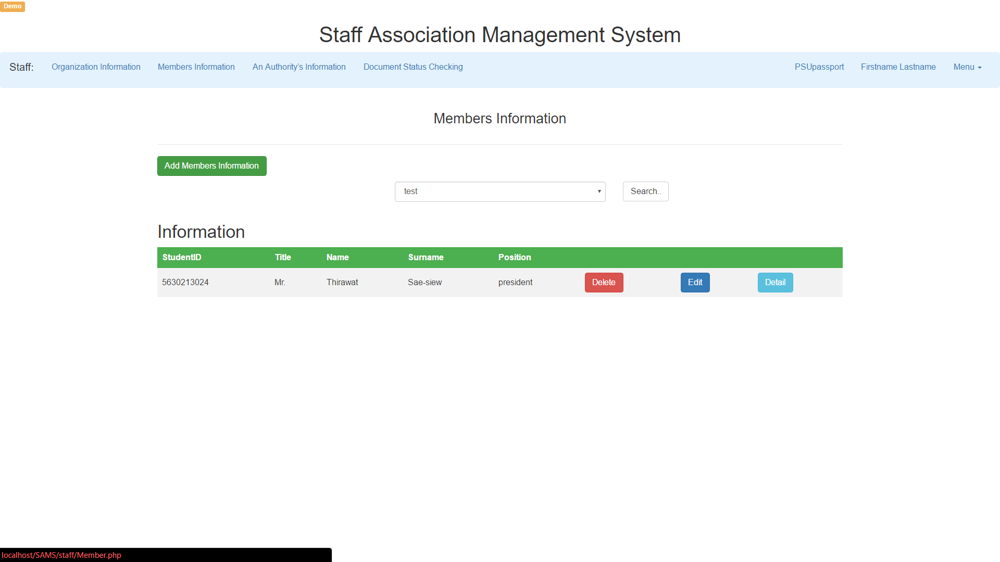 Demo
Staff Association Management System
Staff: Organization Information Members Information An Authority’s Information Document Status Checking PSUpassport Firstname Lastname Menu
Members Information
Add Members Information
test Search..
Information
StudentID Title Name Surname Position
5630213024 Mr. Thirawat Sae-siew president Delete Edit Detail
localhost/SAMS/staff/Member.php